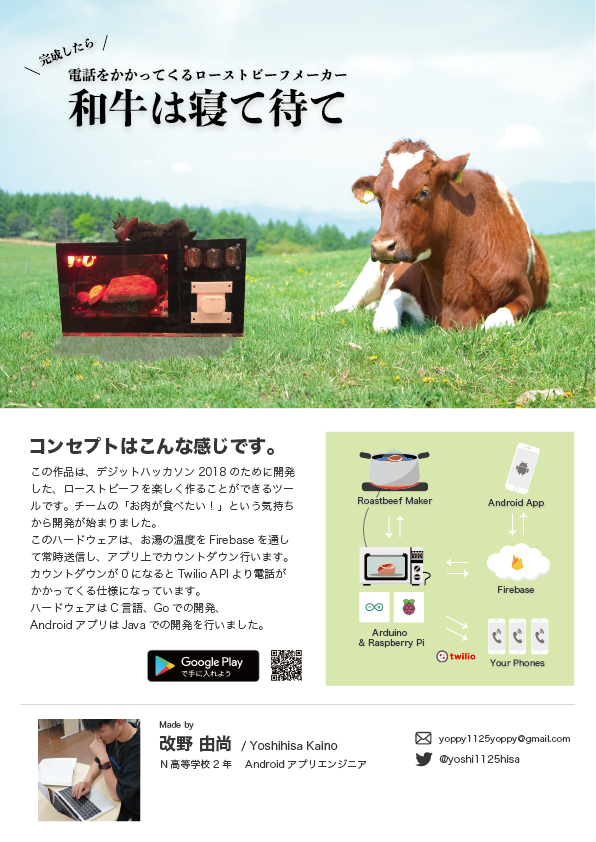 完成したら
電話をかかってくるローストビーフメーカー
和牛は寝て待て
コンセプトはこんな感じです。
この作品は、デジットハッカソン 2018 のために開発
した、ローストビーフを楽しく作ることができるツー
ルです。チームの「お肉が食べたい！」という気持ち
から開発が始まりました。
このハードウェアは、お湯の温度を Firebase を通し
て常時送信し、アプリ上でカウントダウン行います。
カウントダウンが 0 になると Twilio API より電話が
かかってくる仕様になっています。
ハードウェアは C 言語、Go での開発、
Android アプリは Java での開発を行いました。
Google Play
で手に入れよう
Roastbeef Maker
Android App
Firebase
Arduino
& Raspberry Pi
twilio
Your Phones
Made by
改野 由尚 / Yoshihisa Kaino
N 高等学校 2 年 Android アプリエンジニア
yoppy1125yoppy@gmail.com
@yoshi1125hisa